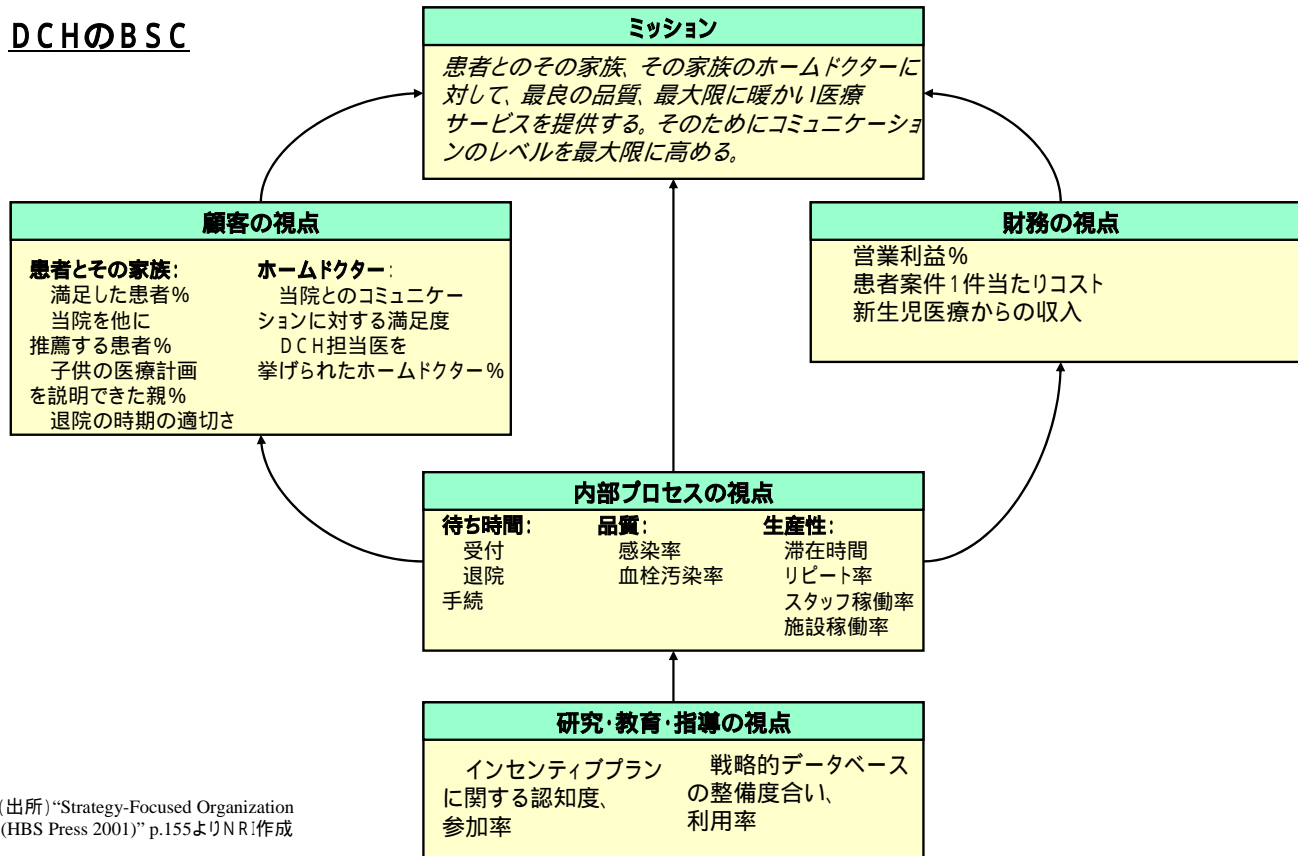 DCHのBSC
ミッション
患者とのその家族、その家族のホームドクターに
対して、最良の品質、最大限に暖かい医療
サービスを提供する。そのためにコミュニケーショ
ンのレベルを最大限に高める。
顧客の視点
患者とその家族:
満足した患者%
当院を他に
推薦する患者%
子供の医療計画
を説明できた親%
退院の時期の適切さ
ホームドクター:
当院とのコミュニケー
ションに対する満足度
DCH担当医を
挙げられたホームドクター%
財務の視点
営業利益%
患者案件1件当たりコスト
新生児医療からの収入
内部プロセスの視点
待ち時間:
受付
退院
手続
品質:
感染率
血栓汚染率
生産性:
滞在時間
リピート率
スタッフ稼働率
施設稼働率
研究・教育・指導の視点
インセンティブプラン
に関する認知度、
参加率
戦略的データベース
の整備度合い、
利用率
(出所)“Strategy-Focused Organization
(HBS Press 2001)” p.155よりNRI作成